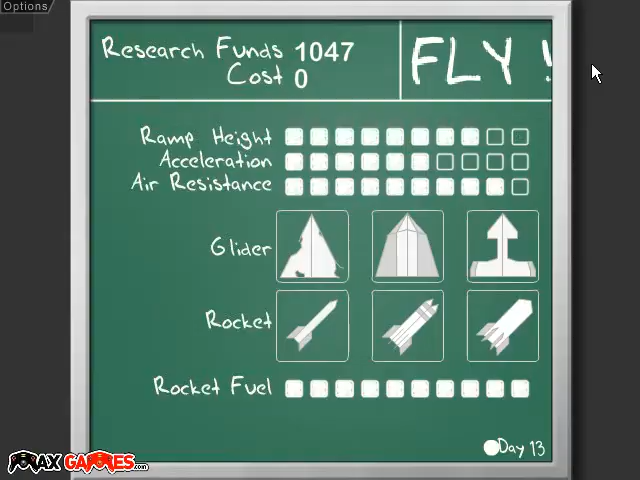 Options
Research Funds 1047
Cost 0
FLY!
Ramp Height
Acceleration
Air Resistance
Glider
Rocket
Rocket Fuel
Day 13
MAX GAMES.com